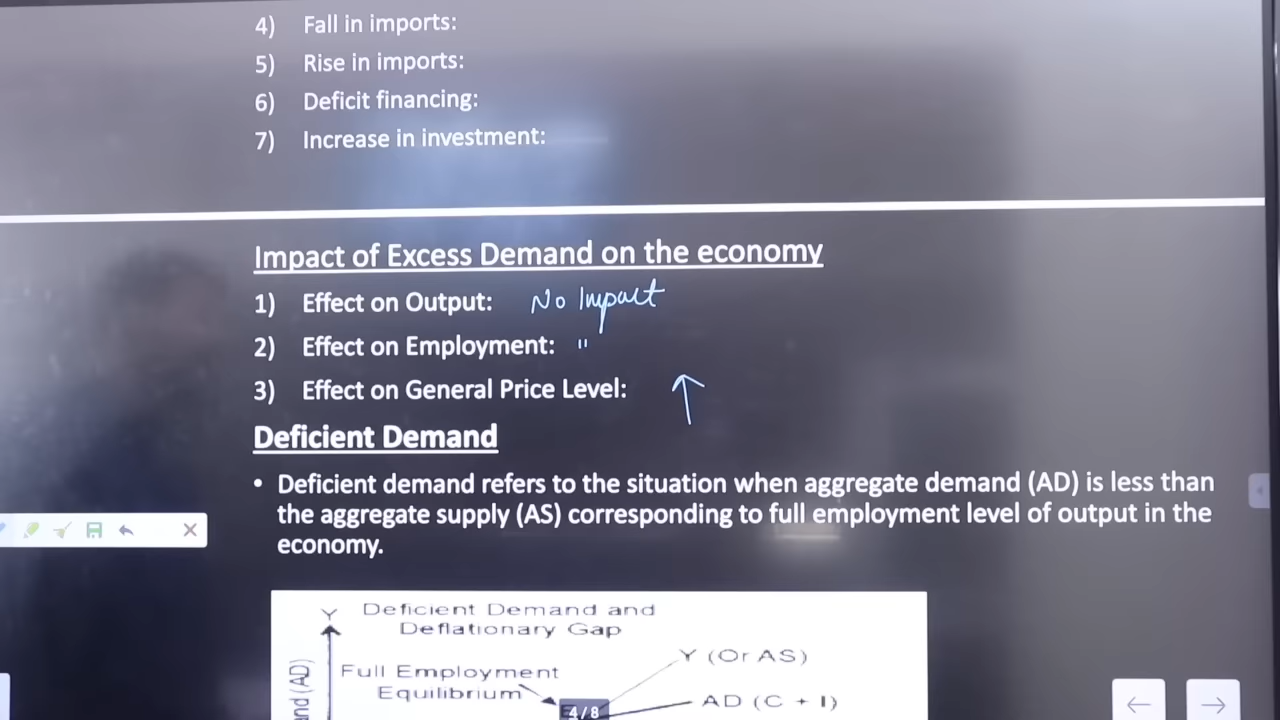 4) Fall in imports:
5) Rise in imports:
6) Deficit financing:
7) Increase in investment:
Impact of Excess Demand on the economy
1) Effect on Output: No Impact
2) Effect on Employment: "
3) Effect on General Price Level: ↑
Deficient Demand
• Deficient demand refers to the situation when aggregate demand (AD) is less than
the aggregate supply (AS) corresponding to full employment level of output in the
economy.
Y Deficient Demand and
Deflationary Gap
Y (Or AS)
Full Employment
Equilibrium
AD (C + I)
nd (AD)
E
4/8